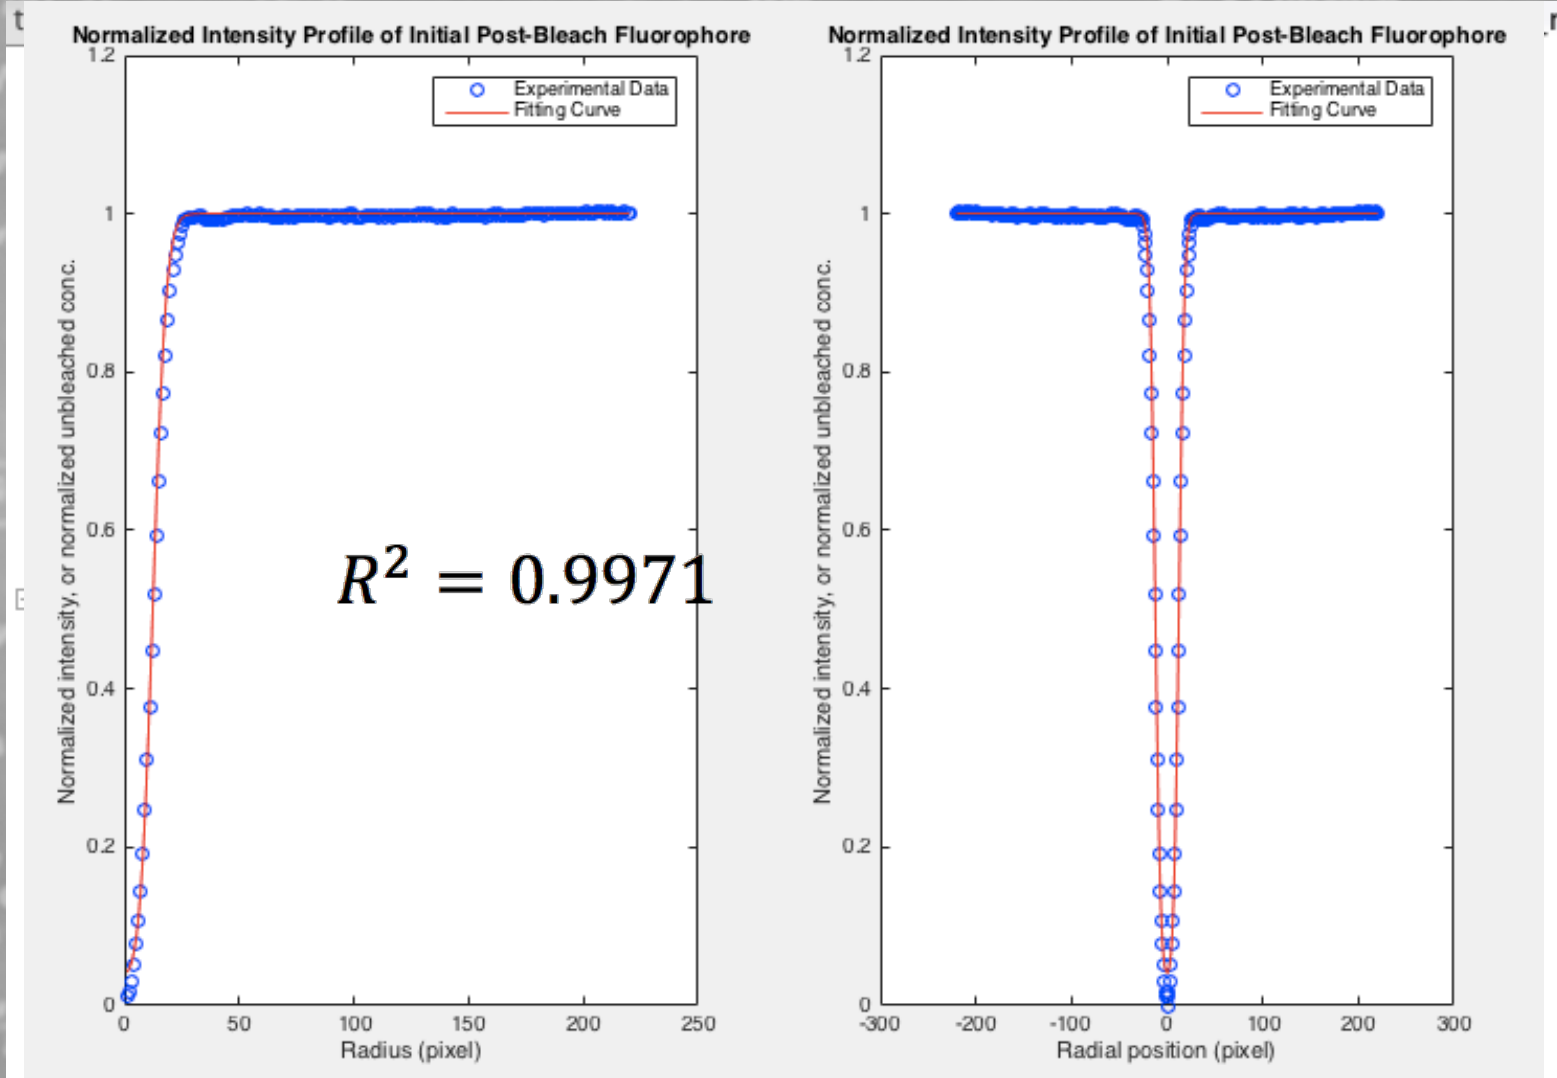 t
Normalized Intensity Profile of Initial Post-Bleach Fluorophore
Experimental Data
Fitting Curve
1.2
1
0.8
0.6
0.4
0.2
0
Normalized intensity, or normalized unbleached conc.
R² = 0.9971
0 50 100 150 200 250
Radius (pixel)
Normalized Intensity Profile of Initial Post-Bleach Fluorophore
Experimental Data
Fitting Curve
1.2
1
0.8
0.6
0.4
0.2
0
Normalized intensity, or normalized unbleached conc.
-300 -200 -100 0 100 200 300
Radial position (pixel)